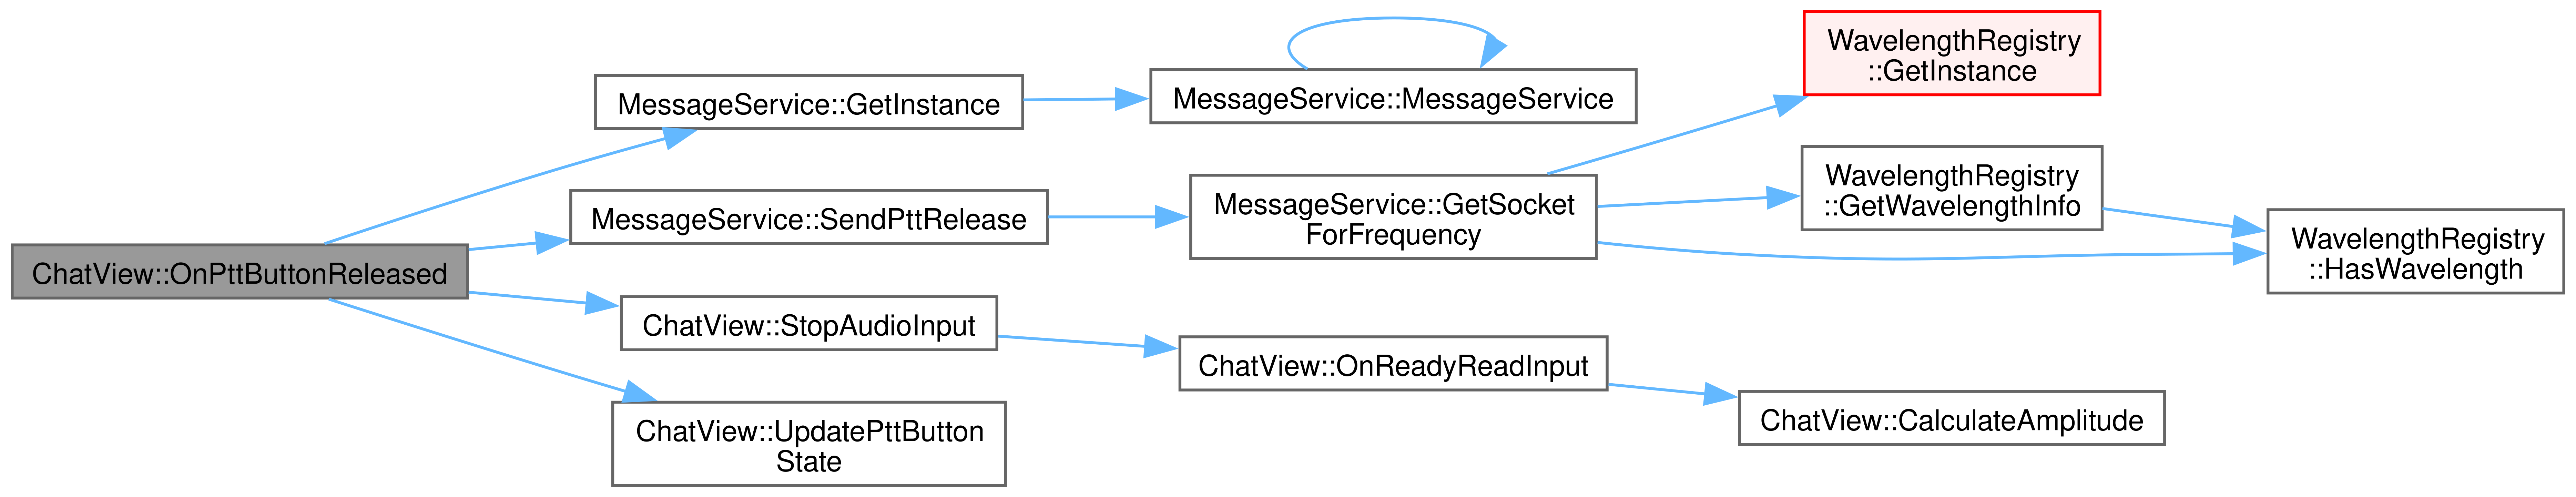 ChatView::OnPttButtonReleased
MessageService::GetInstance
MessageService::MessageService
MessageService::SendPttRelease
MessageService::GetSocket
ForFrequency
WavelengthRegistry
::GetInstance
WavelengthRegistry
::GetWavelengthInfo
WavelengthRegistry
::HasWavelength
ChatView::StopAudioInput
ChatView::OnReadyReadInput
ChatView::CalculateAmplitude
ChatView::UpdatePttButton
State